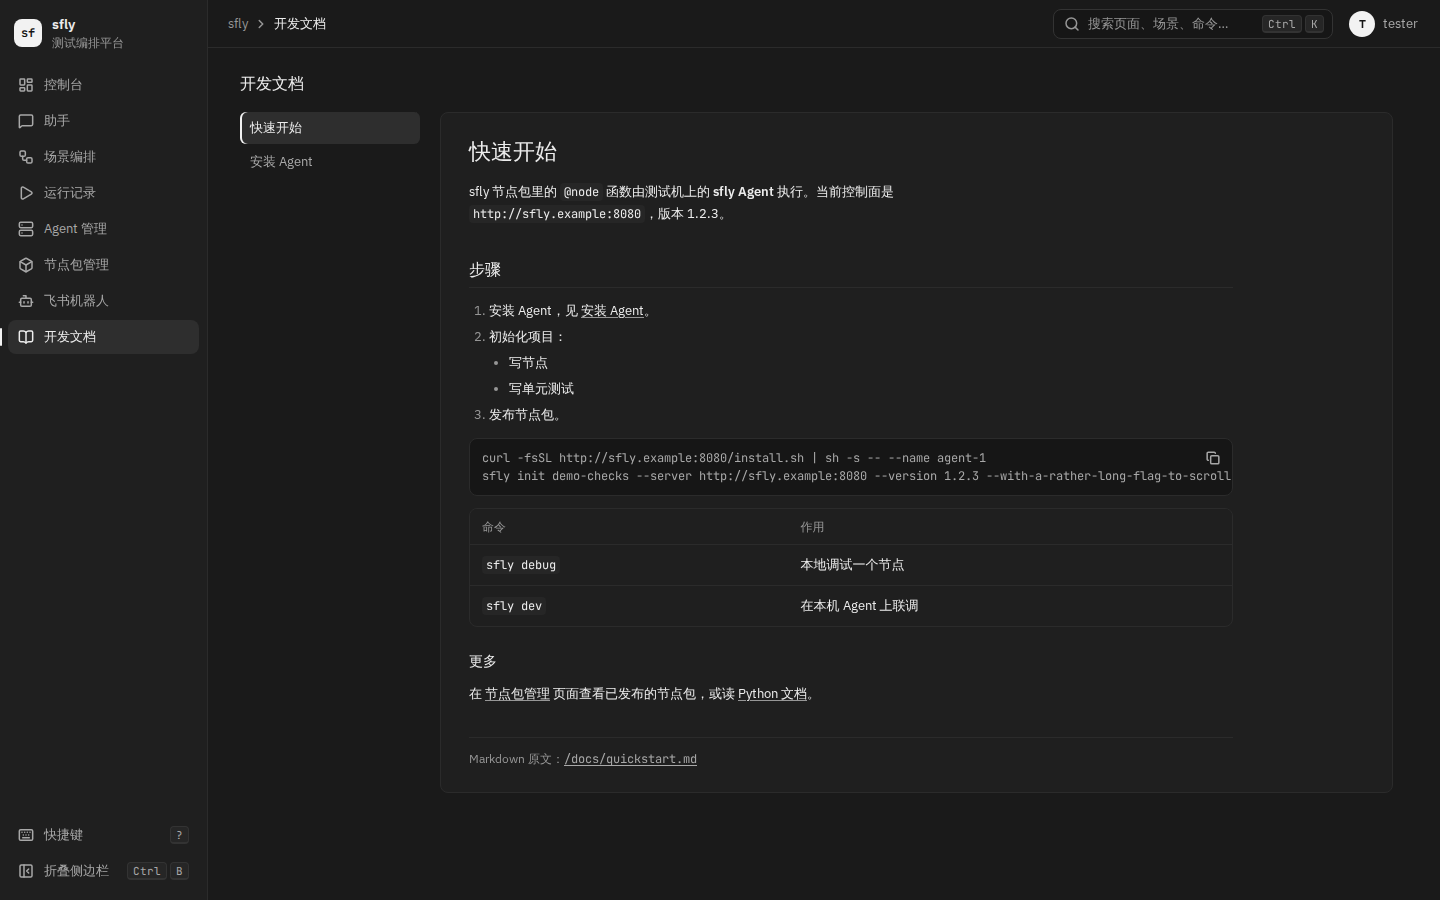 sf
sfly
测试编排平台
控制台
助手
场景编排
运行记录
Agent 管理
节点包管理
飞书机器人
开发文档
快捷键 ?
折叠侧边栏 Ctrl B
sfly > 开发文档
搜索页面、场景、命令... Ctrl K
T tester
开发文档
快速开始
安装 Agent
快速开始
sfly 节点包里的 @node 函数由测试机上的 sfly Agent 执行。当前控制面是
http://sfly.example:8080，版本 1.2.3。
步骤
1. 安装 Agent，见 安装 Agent。
2. 初始化项目：
• 写节点
• 写单元测试
3. 发布节点包。
curl -fsSL http://sfly.example:8080/install.sh | sh -s -- --name agent-1
sfly init demo-checks --server http://sfly.example:8080 --version 1.2.3 --with-a-rather-long-flag-to-scroll
命令 作用
sfly debug 本地调试一个节点
sfly dev 在本机 Agent 上联调
更多
在 节点包管理 页面查看已发布的节点包，或读 Python 文档。
Markdown 原文：/docs/quickstart.md